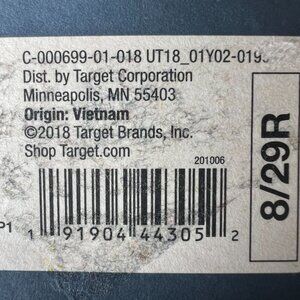 C-000699-01-018 UT18_01Y02-0195
Dist. by Target Corporation
Minneapolis, MN 55403
Origin: Vietnam
©2018 Target Brands, Inc.
Shop Target.com
201006
8/29R
P1
1 91904 44305 2